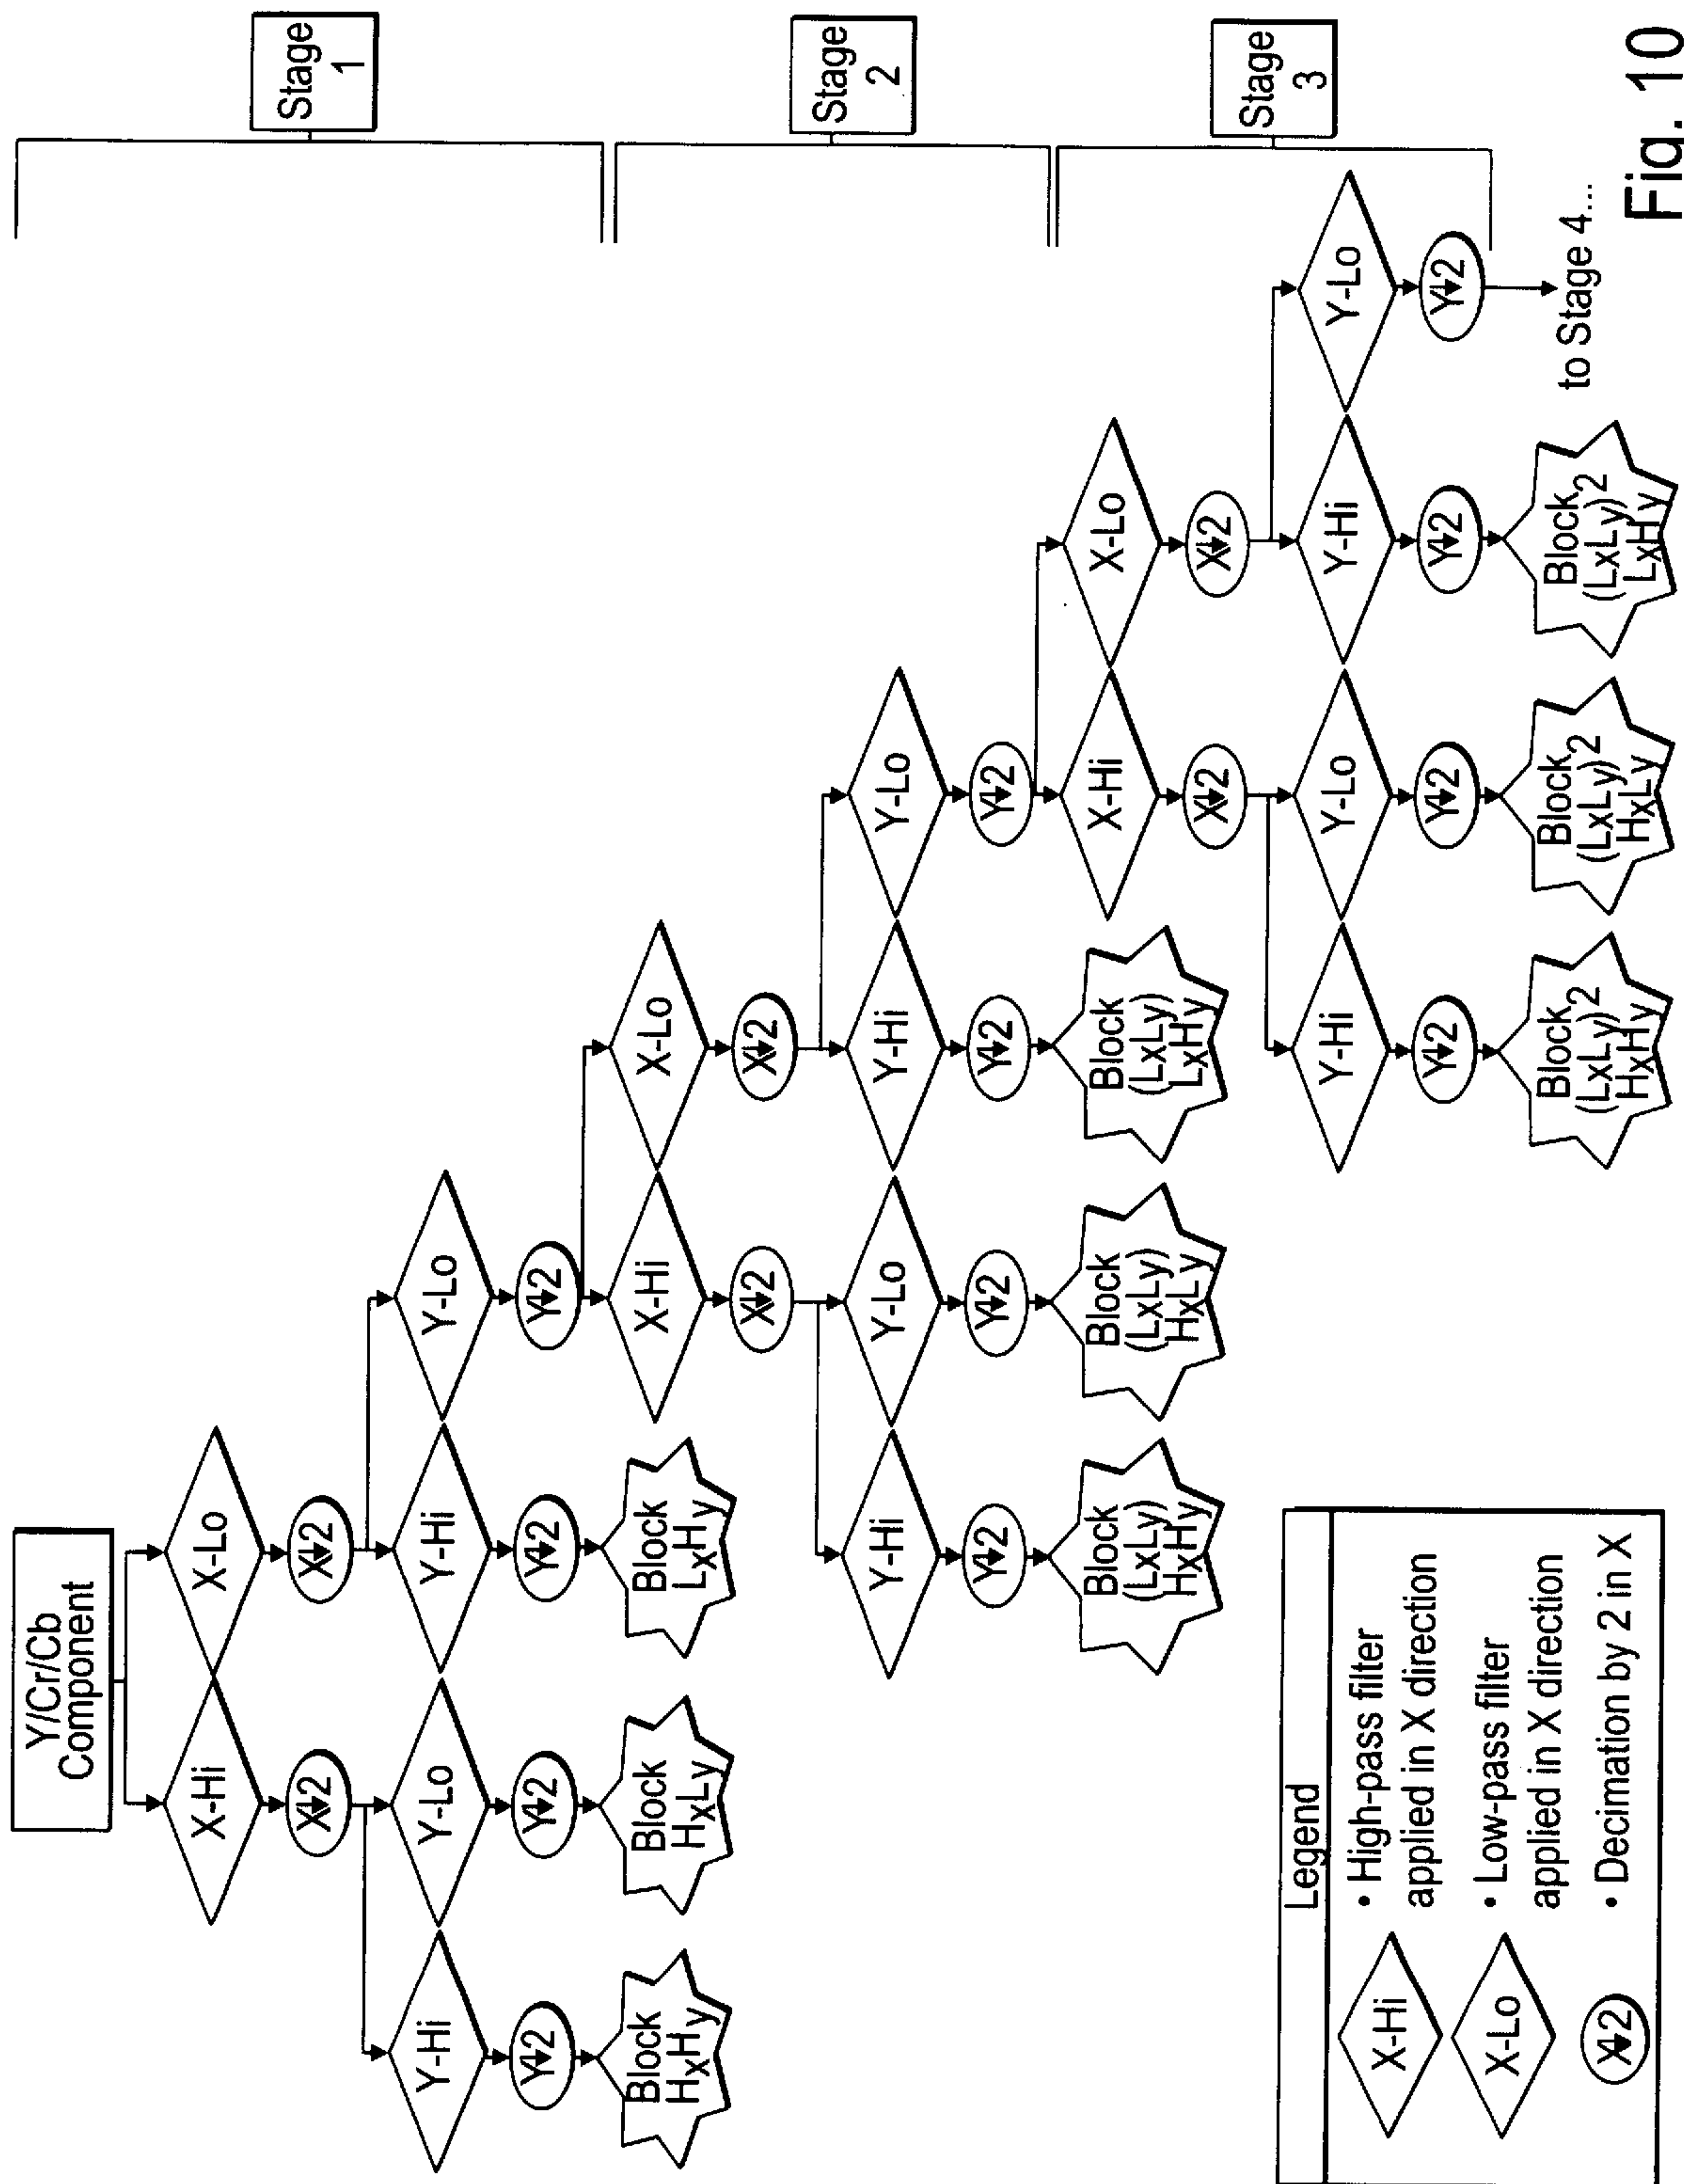 Y/Cr/Cb
Component
X-Hi
X-Lo
X↓2
X↓2
Y-Hi
Y-Lo
Y-Hi
Y-Lo
Y↓2
Y↓2
Y↓2
Y↓2
Block
HxHy
Block
HxLy
Block
LxHy
Stage
1
X-Hi
X-Lo
X↓2
X↓2
Y-Hi
Y-Lo
Y-Hi
Y-Lo
Y↓2
Y↓2
Y↓2
Y↓2
Block
(LxLy)
HxHy
Block
(LxLy)
HxLy
Block
(LxLy)
LxHy
Stage
2
X-Hi
X-Lo
X↓2
X↓2
Y-Hi
Y-Lo
Y-Hi
Y-Lo
Y↓2
Y↓2
Y↓2
Y↓2
Block
(LxLy)2
HxHy
Block
(LxLy)2
HxLy
Block
(LxLy)2
LxHy
to Stage 4...
Stage
3
Legend
X-Hi
• High-pass filter
applied in X direction
X-Lo
• Low-pass filter
applied in X direction
X↓2
• Decimation by 2 in X
Fig. 10